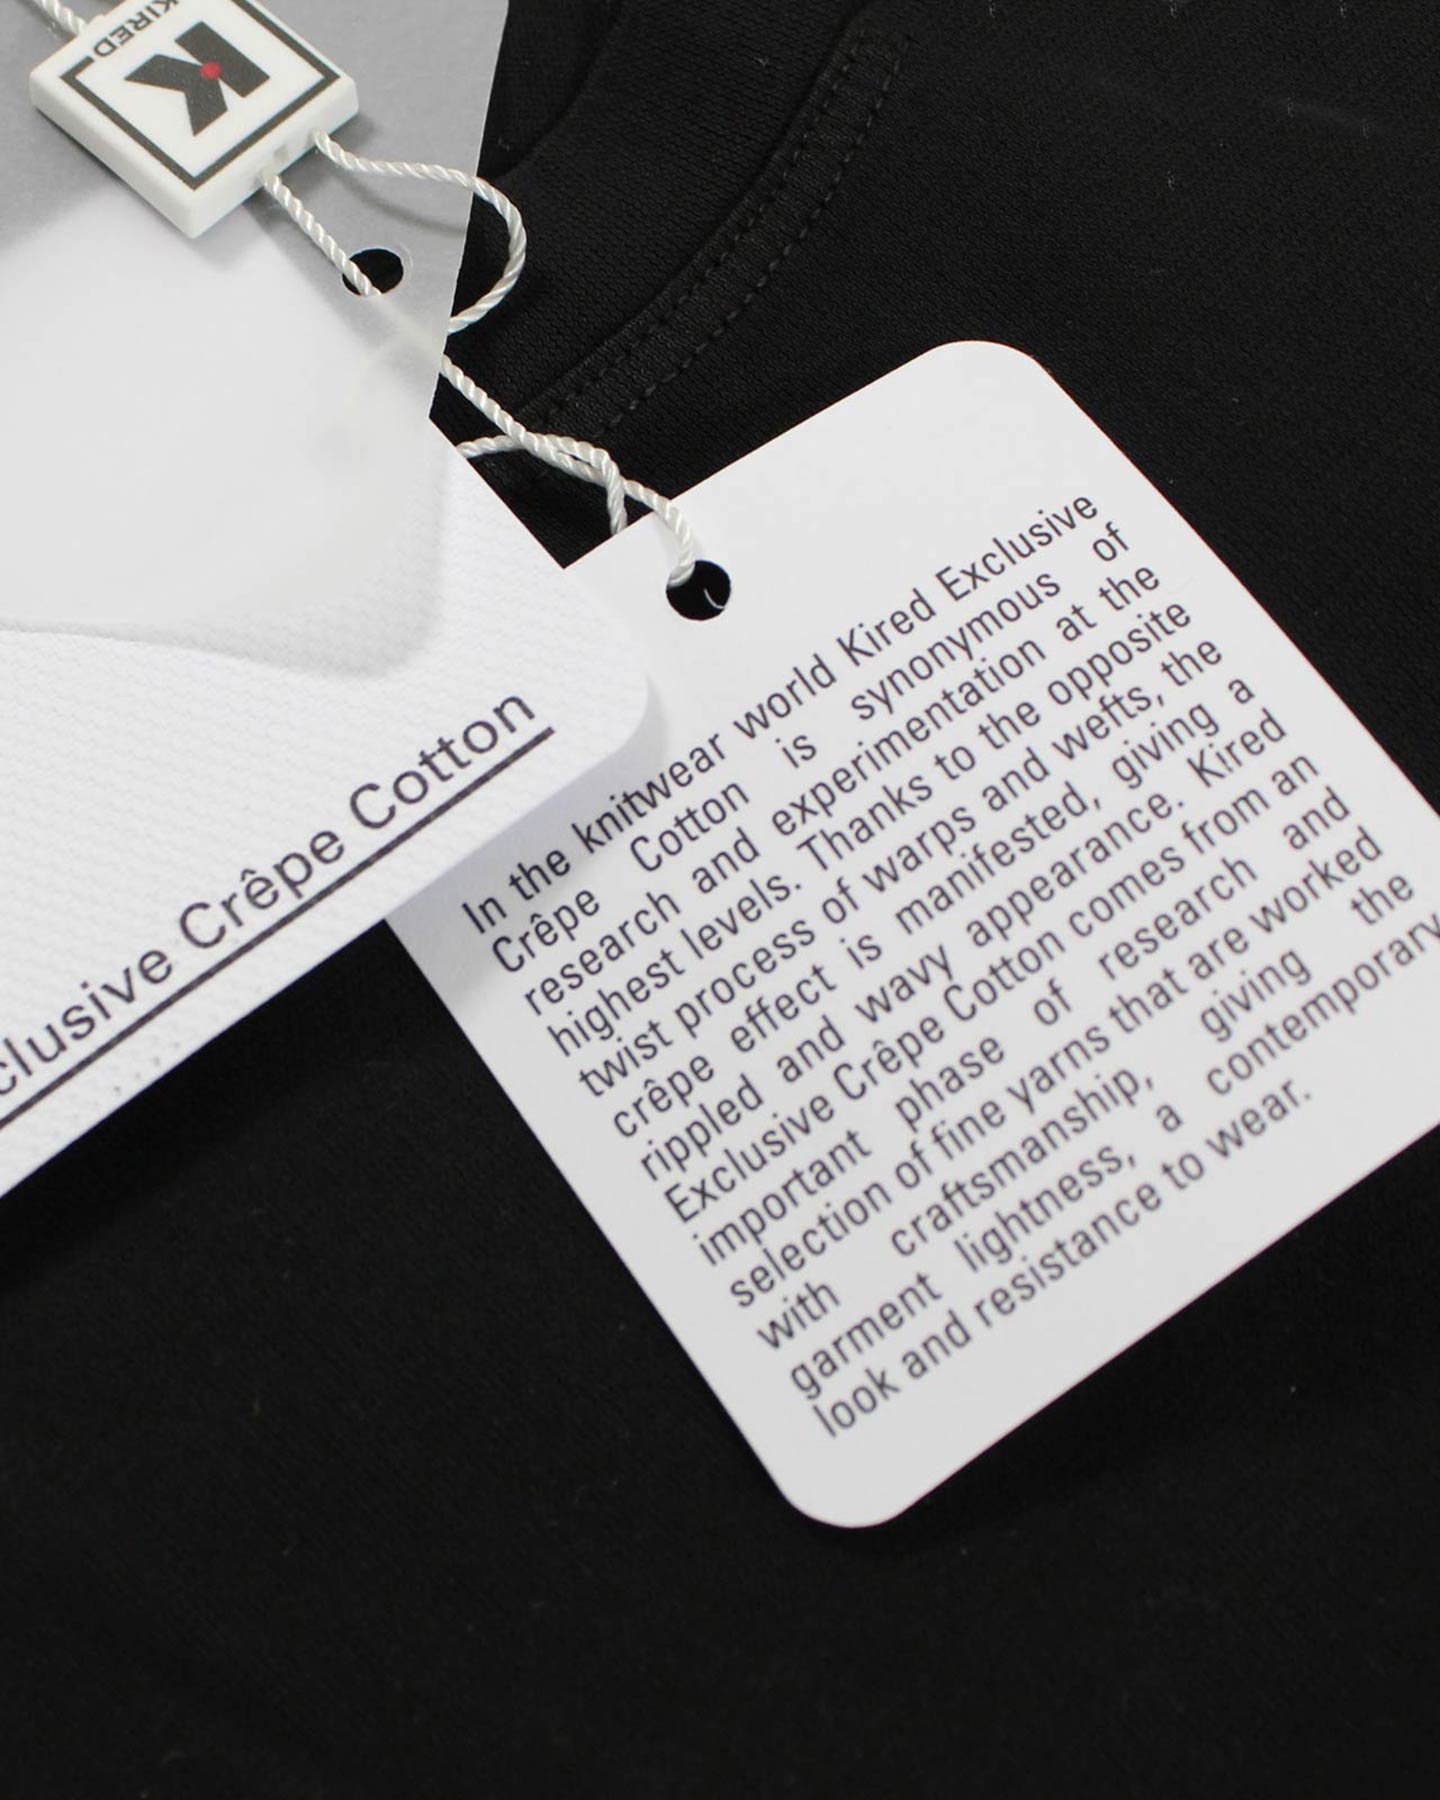 KIRED
K
clusive Crêpe Cotton
In the knitwear world Kired Exclusive
Crêpe Cotton is synonymous of
research and experimentation at the
highest levels. Thanks to the opposite
twist process of warps and wefts, the
crêpe effect is manifested, giving a
rippled and wavy appearance. Kired
Exclusive Crêpe Cotton comes from an
important phase of research and
selection of fine yarns that are worked
with craftsmanship, giving the
garment lightness, a contemporary
look and resistance to wear.